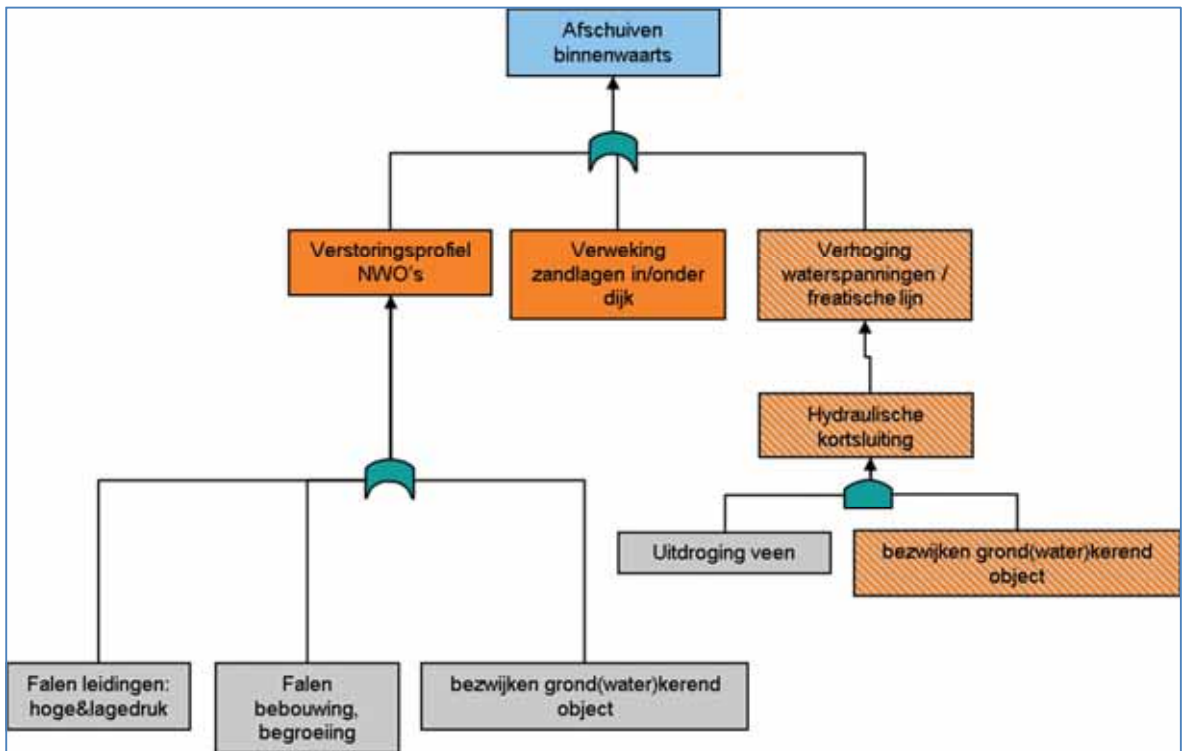 Afschuiven
binnenwaarts
Verstoringsprofiel
NWO's
Verweking
zandlagen in/onder
dijk
Verhoging
waterspanningen /
freatische lijn
Hydraulische
kortsluiting
Uitdroging veen
bezwijken grond(water)kerend
object
Falen leidingen:
hoge&lagedruk
Falen
bebouwing,
begroeiing
bezwijken grond(water)kerend
object